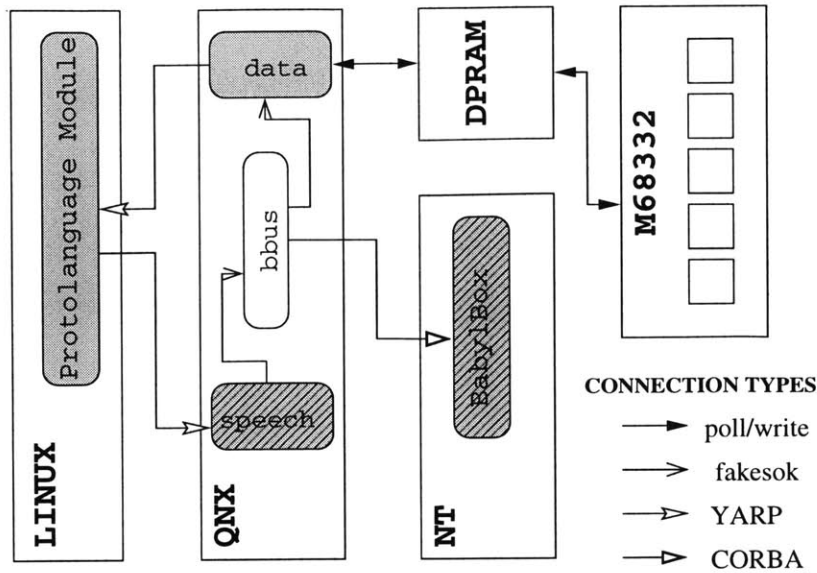 Protolanguage Module
LINUX
data
bbus
speech
QNX
DPRAM
BabylBox
NT
M68332
CONNECTION TYPES
poll/write
fakesok
YARP
CORBA